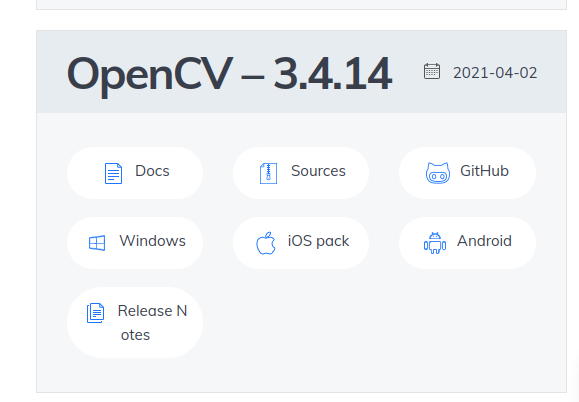 OpenCV – 3.4.14
2021-04-02
Docs
Sources
GitHub
Windows
iOS pack
Android
Release N
otes